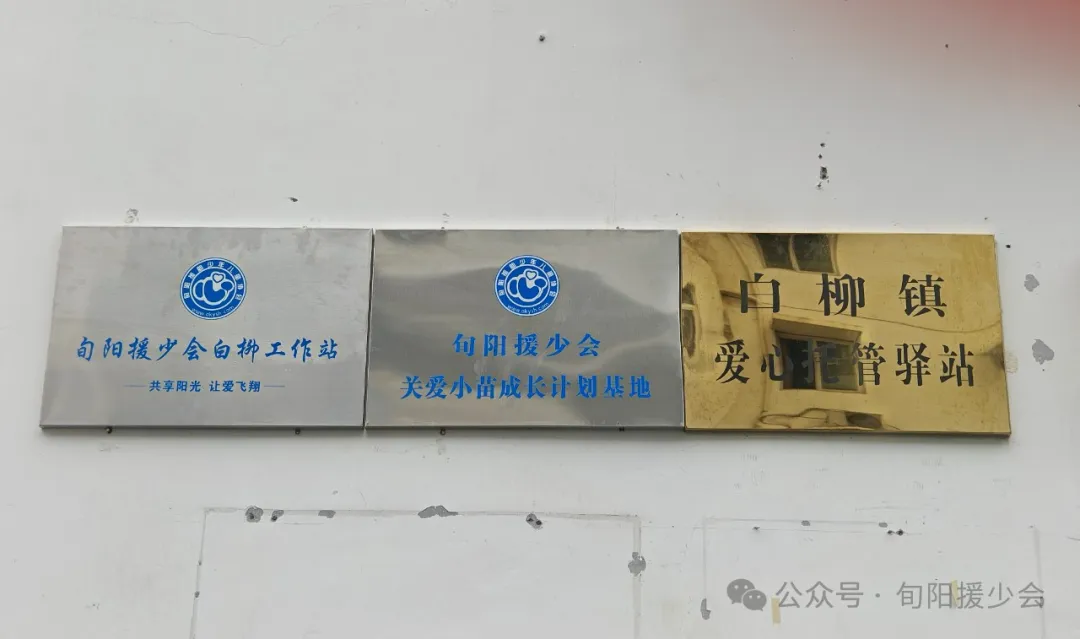 旬阳援少会白柳工作站
共享阳光 让爱飞翔
旬阳援少会
关爱小苗成长计划基地
白柳镇
爱心托管驿站
公众号·旬阳援少会